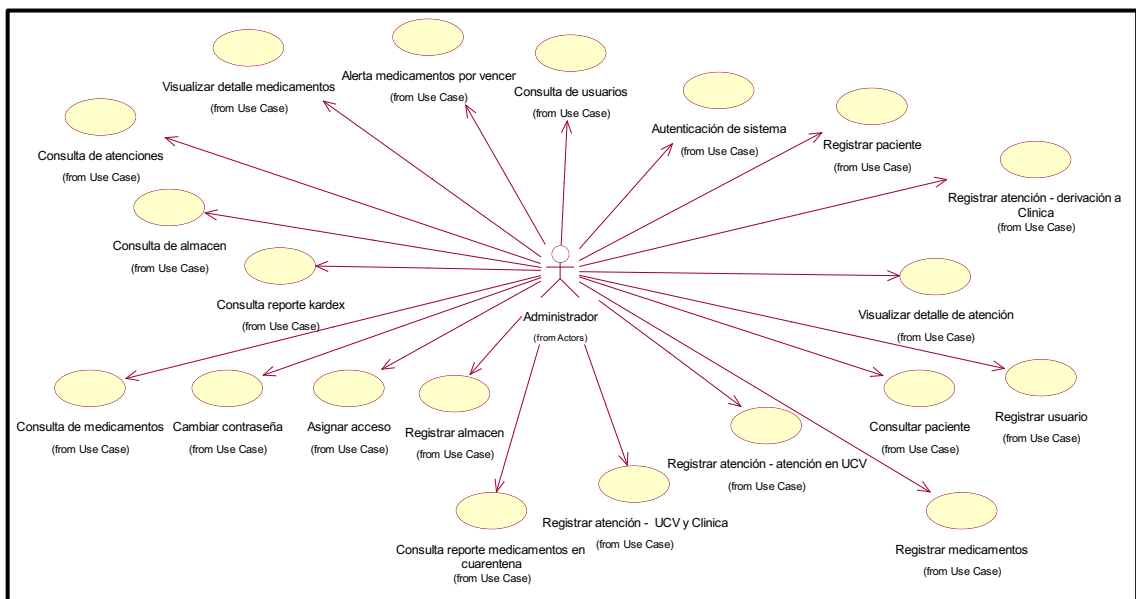 Alerta medicamentos por vencer
(from Use Case)
Visualizar detalle medicamentos
(from Use Case)
Consulta de usuarios
(from Use Case)
Autenticación de sistema
(from Use Case)
Registrar paciente
(from Use Case)
Consulta de atenciones
(from Use Case)
Registrar atención - derivación a
Clinica
(from Use Case)
Consulta de almacen
(from Use Case)
Consulta reporte kardex
(from Use Case)
Administrador
(from Actors)
Visualizar detalle de atención
(from Use Case)
Consulta de medicamentos
(from Use Case)
Cambiar contraseña
(from Use Case)
Asignar acceso
(from Use Case)
Registrar almacen
(from Use Case)
Consultar paciente
(from Use Case)
Registrar usuario
(from Use Case)
Registrar atención - atención en UCV
(from Use Case)
Registrar atención -  UCV y Clinica
(from Use Case)
Consulta reporte medicamentos en
cuarentena
(from Use Case)
Registrar medicamentos
(from Use Case)